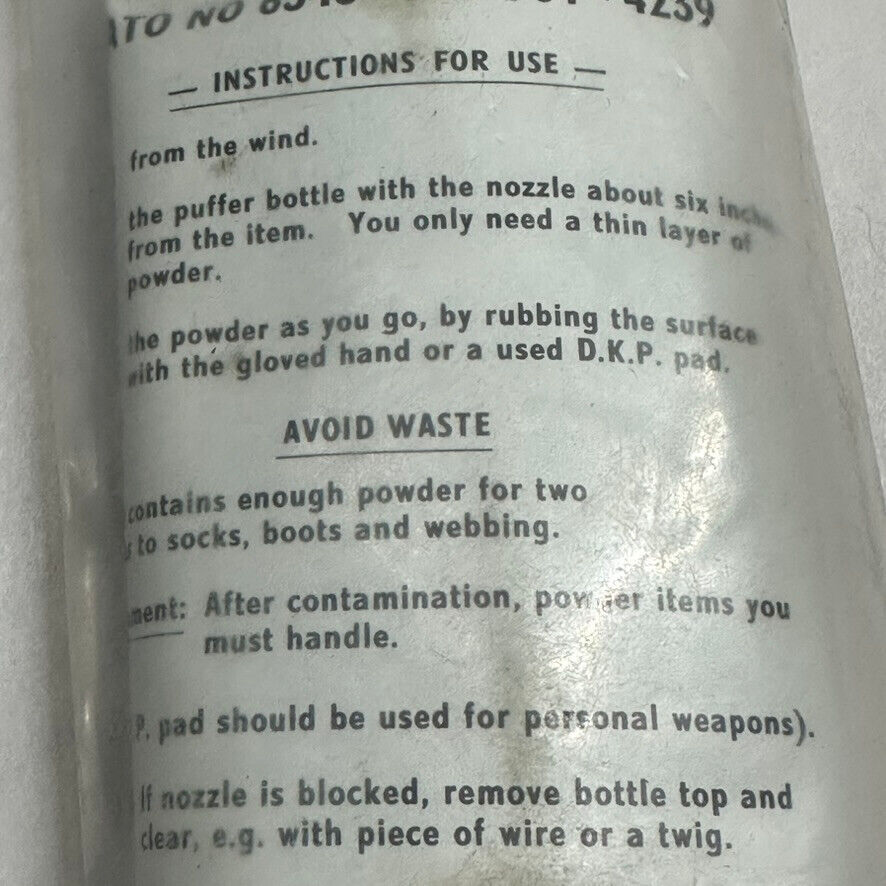 NO 4239
— INSTRUCTIONS FOR USE —
from the wind.
the puffer bottle with the nozzle about six
from the item. You only need a thin layer of
powder.
the powder as you go, by rubbing the surface
with the gloved hand or a used D.K.P. pad.
AVOID WASTE
contains enough powder for two
to socks, boots and webbing.
After contamination, powder items you
must handle.
P. pad should be used for personal weapons).
If nozzle is blocked, remove bottle top and
clear, e.g. with piece of wire or a twig.